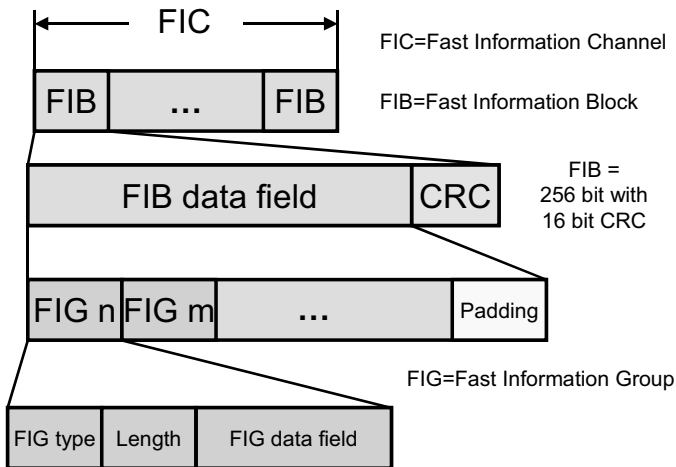 FIC
FIC=Fast Information Channel
FIB ... FIB
FIB=Fast Information Block
FIB data field CRC
FIB =
256 bit with
16 bit CRC
FIG n FIG m ... Padding
FIG=Fast Information Group
FIG type Length FIG data field